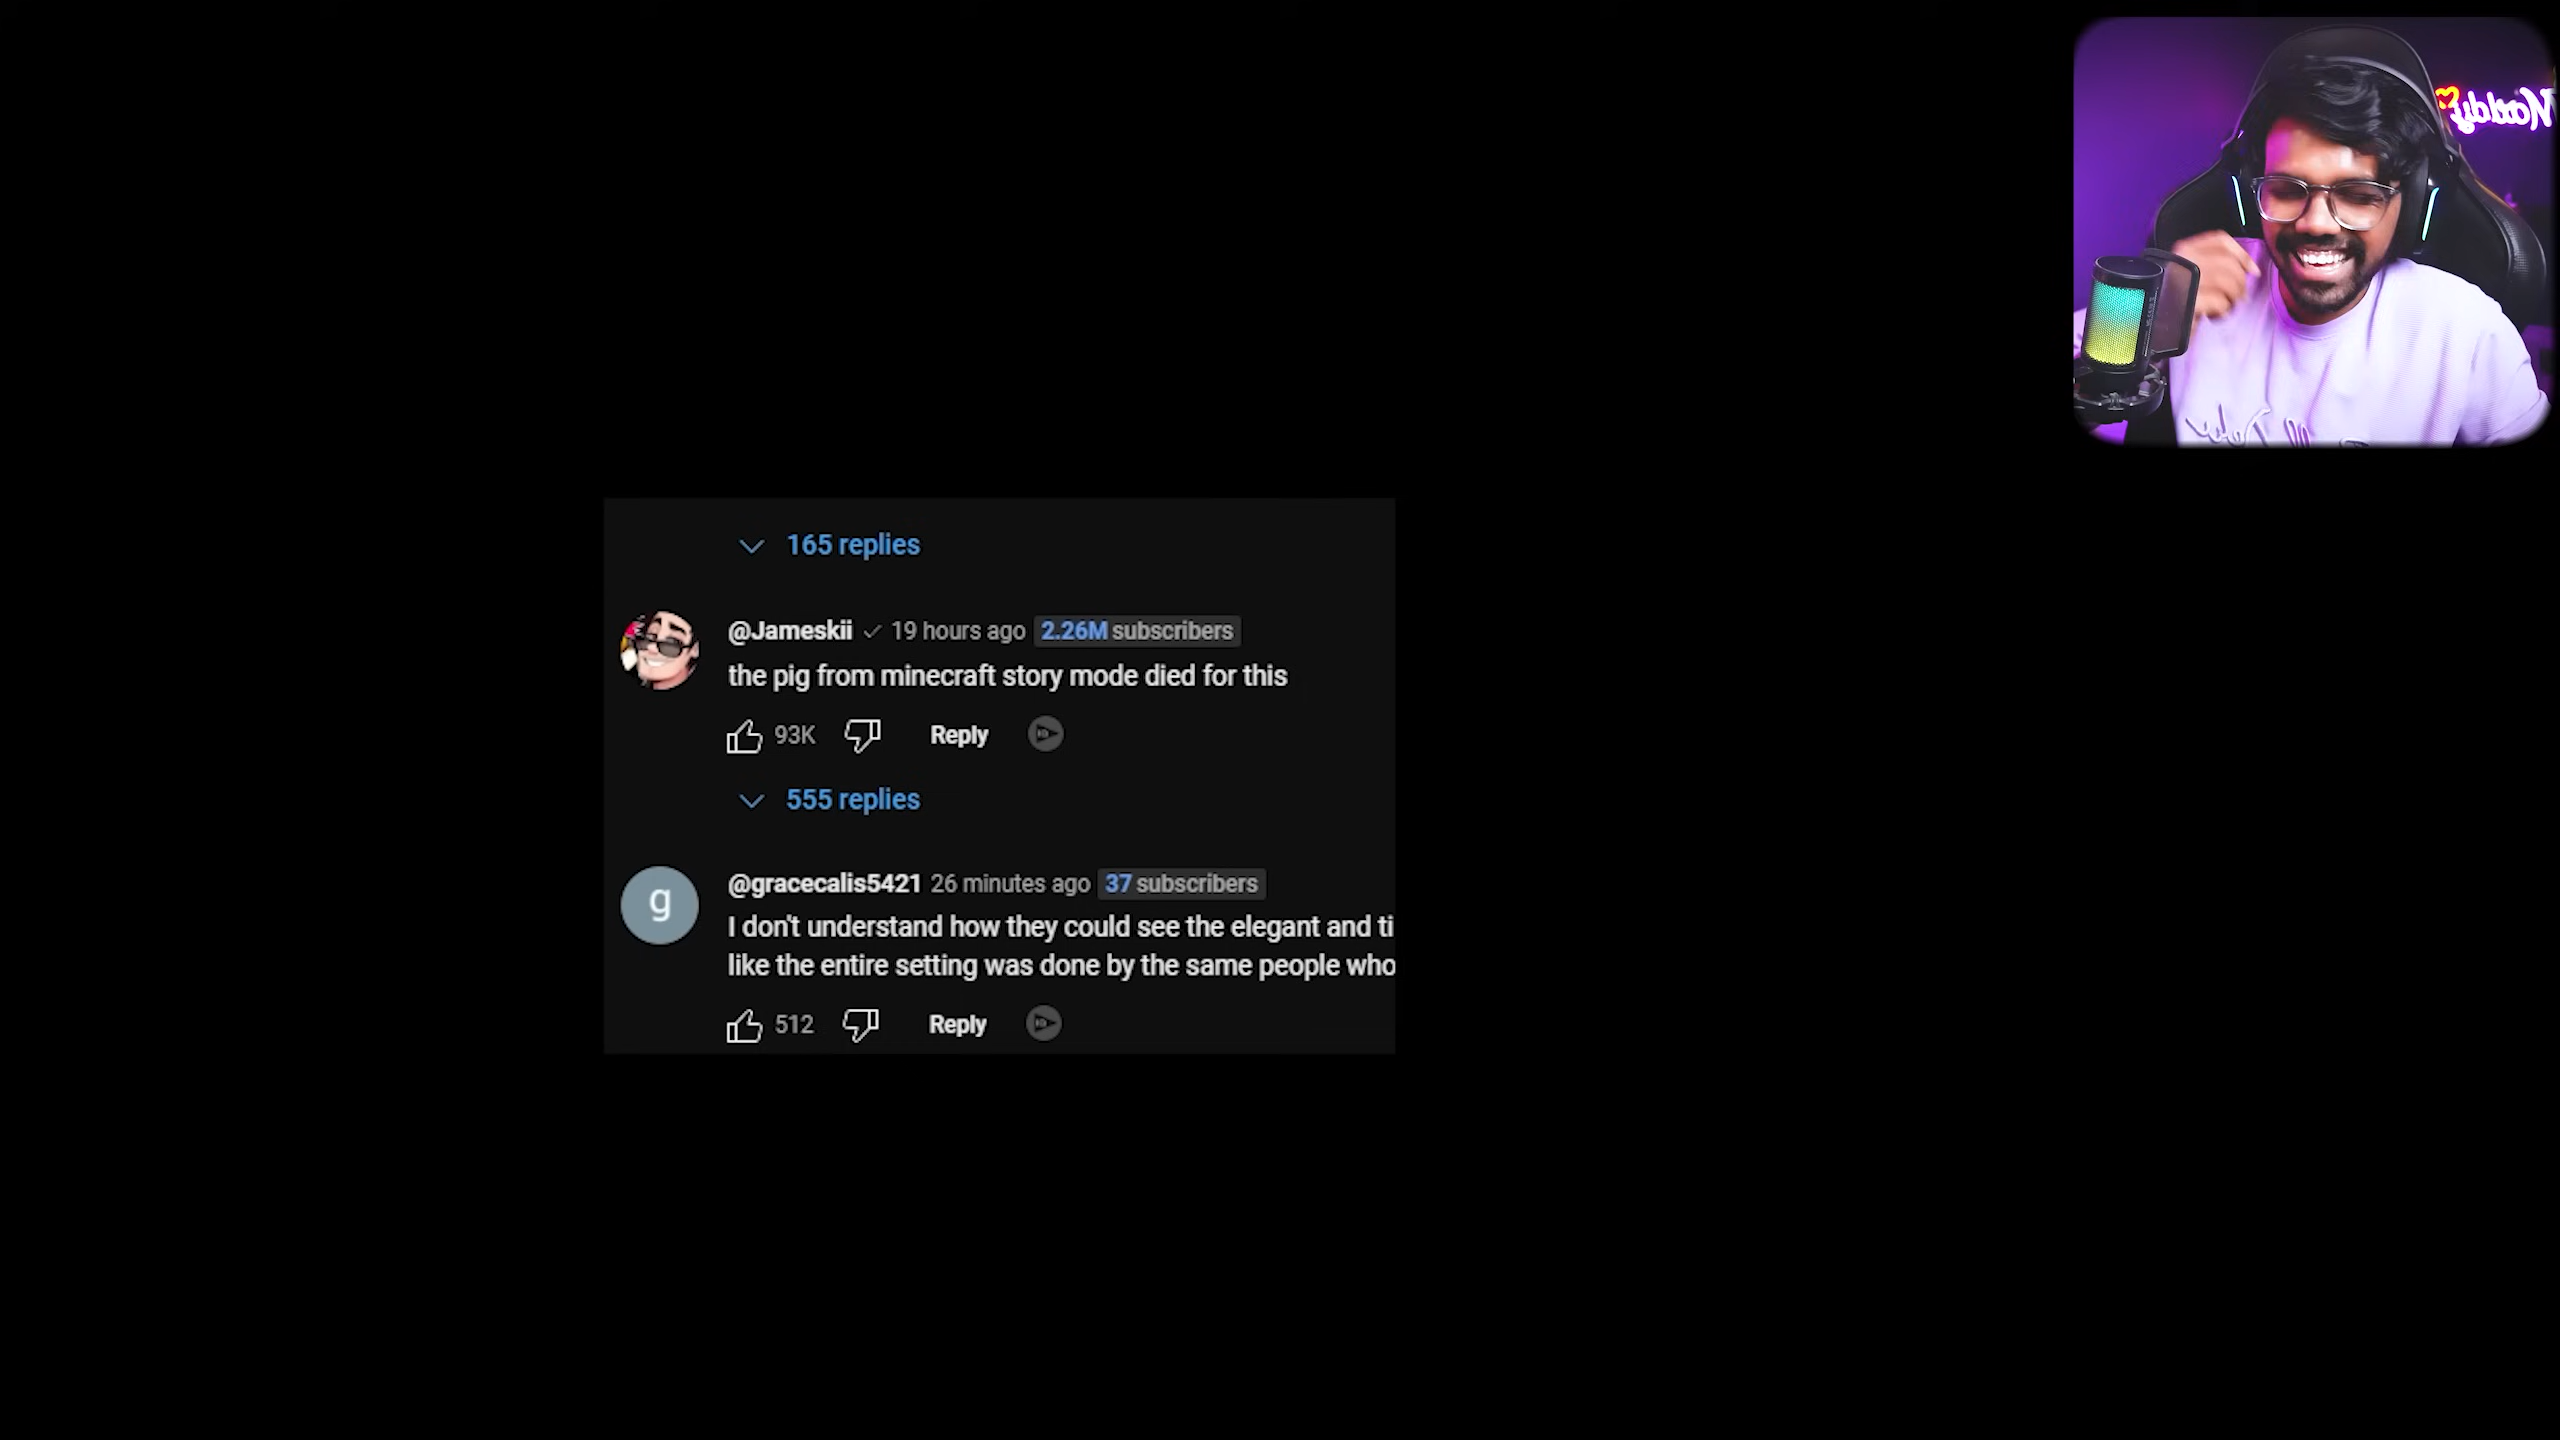 Maddy
165 replies
@Jameskii 19 hours ago 2.26M subscribers
the pig from minecraft story mode died for this
93K Reply
555 replies
g
@gracecalis5421 26 minutes ago 37 subscribers
I don't understand how they could see the elegant and ti
like the entire setting was done by the same people who
512 Reply